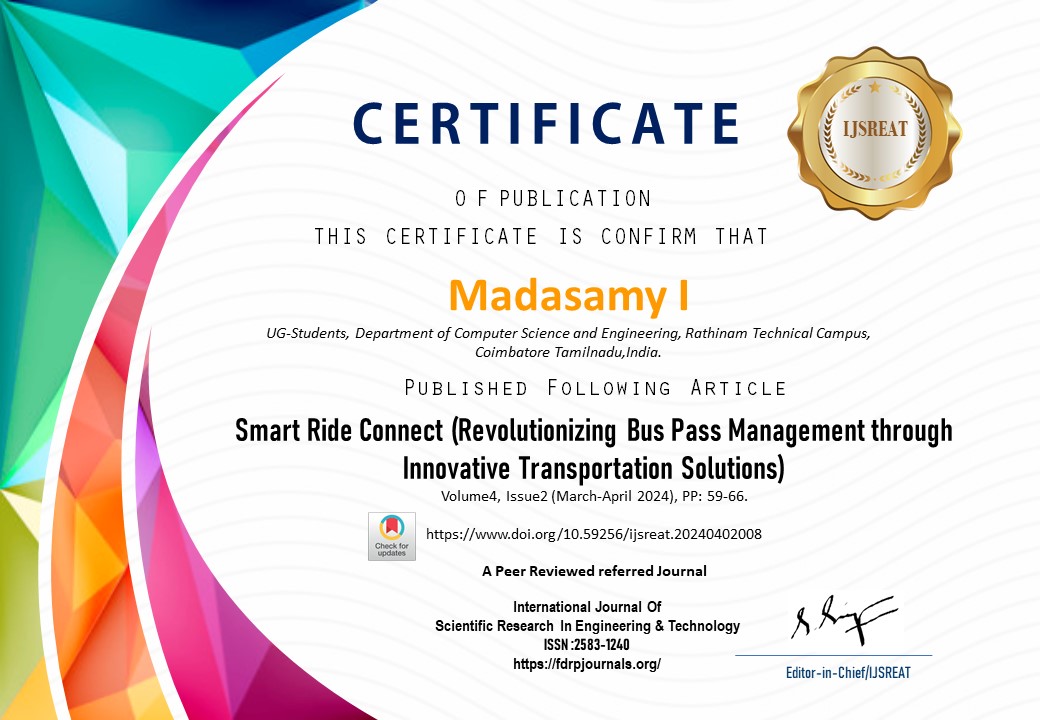 CERTIFICATE
IJSREAT
O F PUBLICATION
THIS CERTIFICATE IS CONFIRM THAT
Madasamy I
UG-Students, Department of Computer Science and Engineering, Rathinam Technical Campus,
Coimbatore Tamilnadu,India.
Published Following Article
Smart Ride Connect (Revolutionizing Bus Pass Management through
Innovative Transportation Solutions)
Volume4, Issue2 (March-April 2024), PP: 59-66.
Check for
updates
https://www.doi.org/10.59256/ijsreat.20240402008
A Peer Reviewed referred Journal
International Journal Of
Scientific Research In Engineering & Technology
ISSN :2583-1240
https://fdrpjournals.org/
Editor-in-Chief/IJSREAT